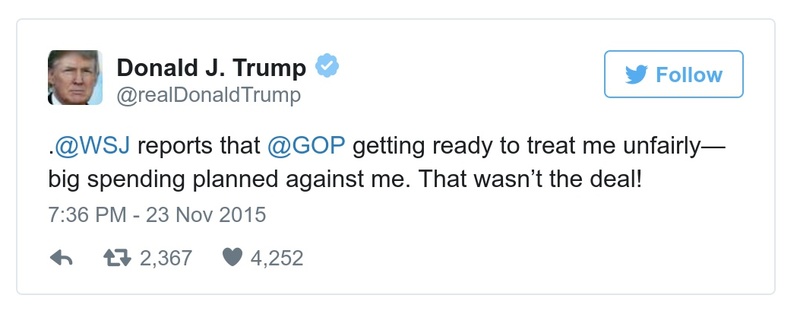 Donald J. Trump
@realDonaldTrump
Follow
.@WSJ reports that @GOP getting ready to treat me unfairly—
big spending planned against me. That wasn’t the deal!
7:36 PM - 23 Nov 2015
2,367 4,252